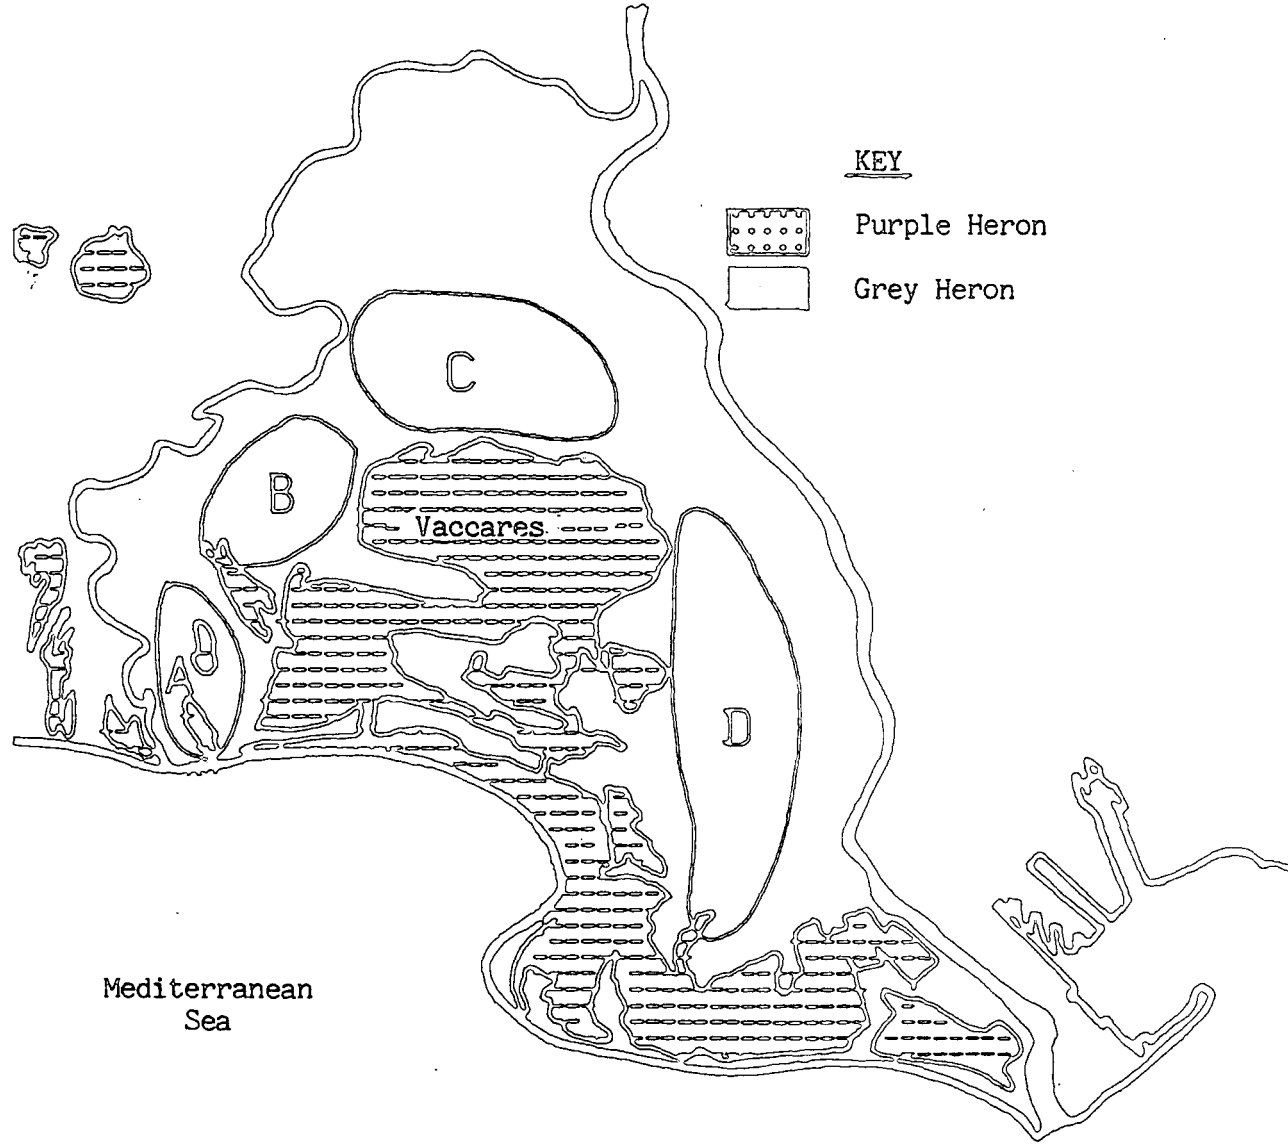 KEY
Purple Heron
Grey Heron
C
B
Vaccares
A
D
Mediterranean
Sea